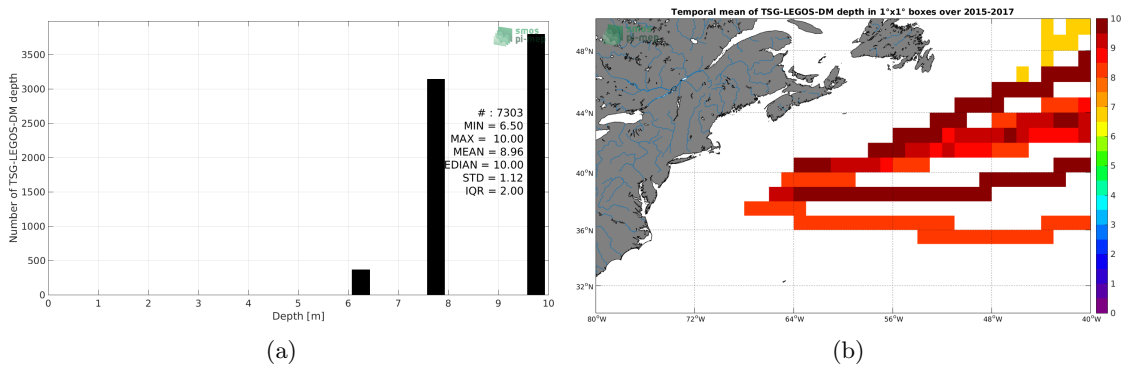 Number of TSG-LEGOS-DM depth
3500
3000
2500
2000
1500
1000
500
0
0 1 2 3 4 5 6 7 8 9 10
Depth [m]
smos
# : 7303
MIN = 6.50
MAX = 10.00
MEAN = 8.96
EDIAN = 10.00
STD = 1.12
IQR = 2.00
(a)
Temporal mean of TSG-LEGOS-DM depth in 1°x1° boxes over 2015-2017
48°N
44°N
40°N
36°N
32°N
80°W 72°W 64°W 56°W 48°W 40°W
10
9
8
7
6
5
4
3
2
1
0
(b)